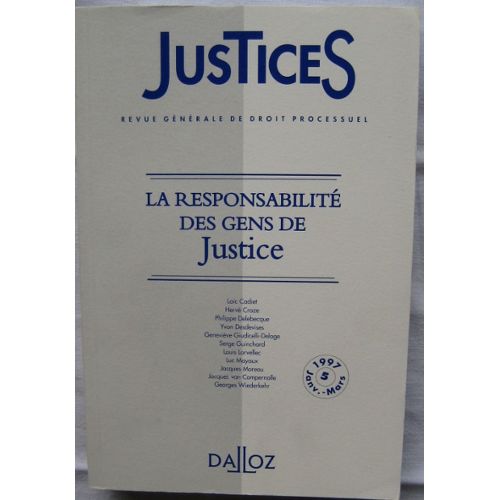 JUSTICES
REVUE GÉNÉRALE DE DROIT PROCESSUEL
LA RESPONSABILITÉ
DES GENS DE
Justice
Loïc Cadiet
Hervé Croze
Philippe Delebecque
Yvon Desdevises
Geneviève Giudicelli-Delage
Serge Guinchard
Louis Lorvellec
Luc Mayaux
Jacques Moreau
Jacques van Compernolle
Georges Wiederkehr
1997
5
Janv.-Mars
DALLOZ